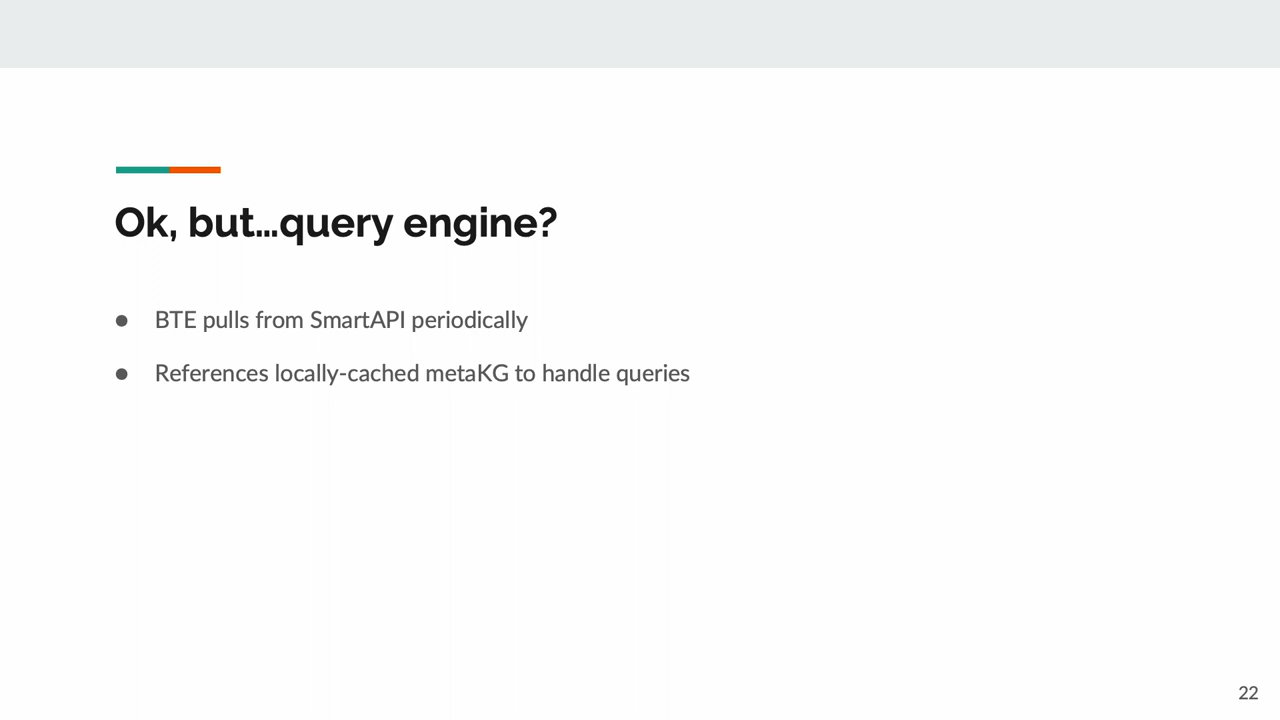 Ok, but...query engine?
● BTE pulls from SmartAPI periodically
● References locally-cached metaKG to handle queries
22